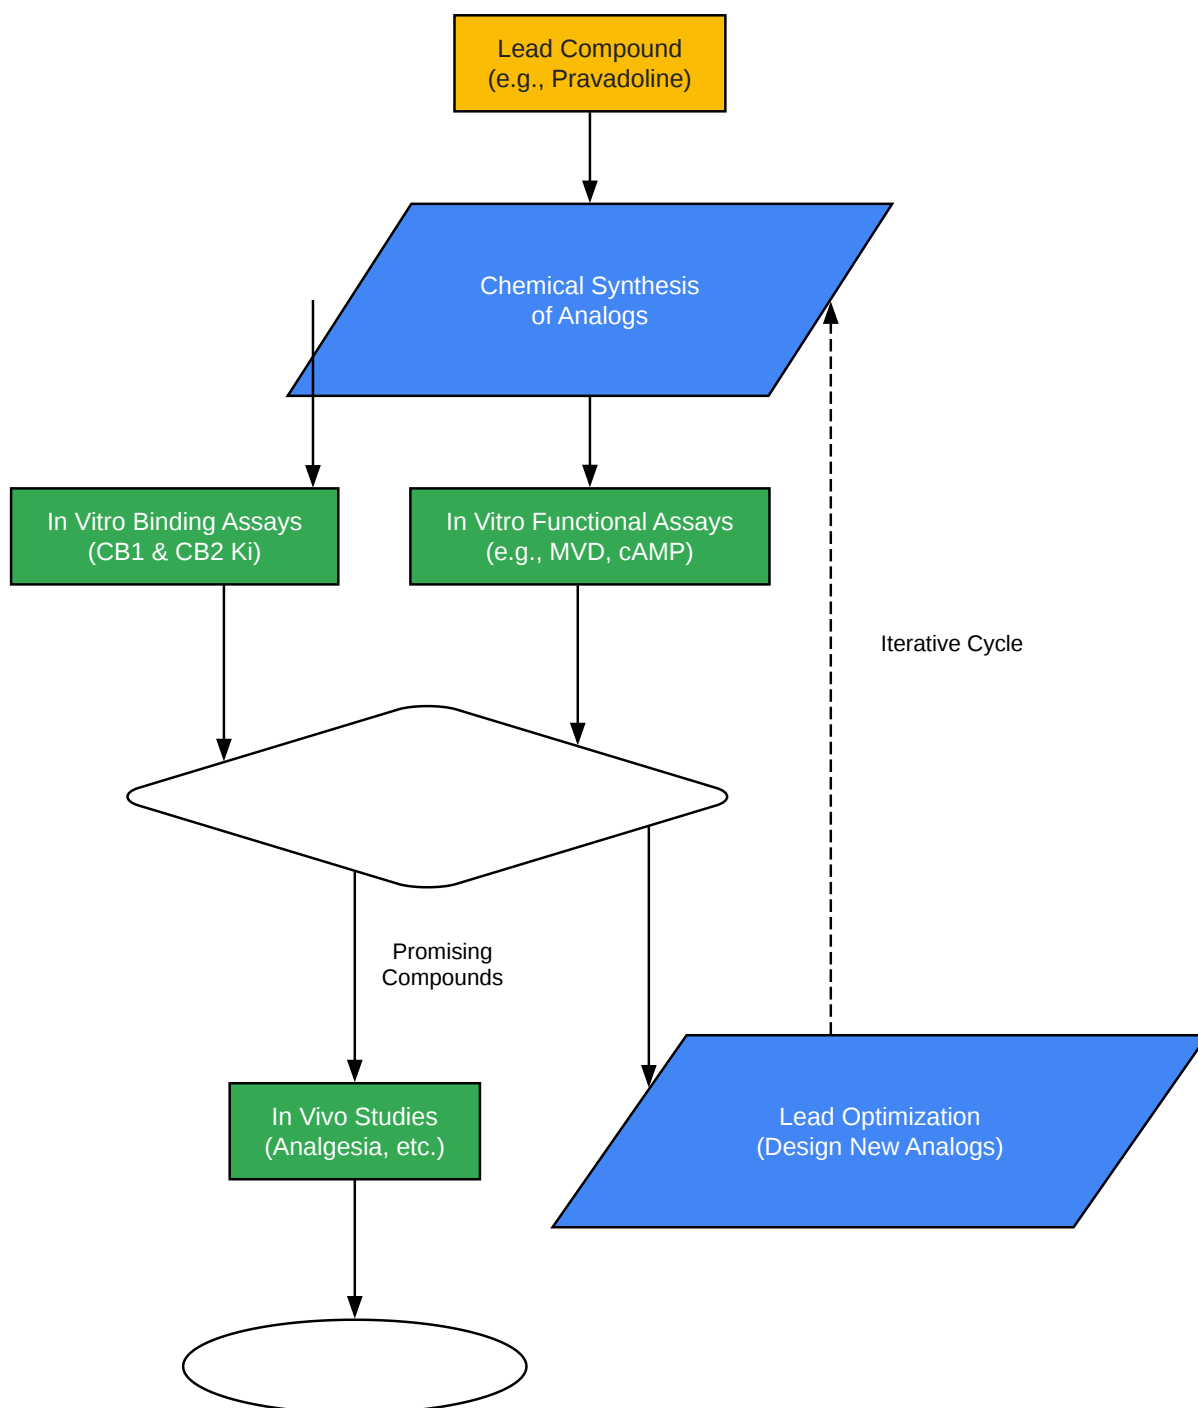 Lead Compound
(e.g., Pravadoline)
Chemical Synthesis
of Analogs
In Vitro Binding Assays
(CB1 & CB2 Ki)
In Vitro Functional Assays
(e.g., MVD, cAMP)
Iterative Cycle
Promising
Compounds
In Vivo Studies
(Analgesia, etc.)
Lead Optimization
(Design New Analogs)